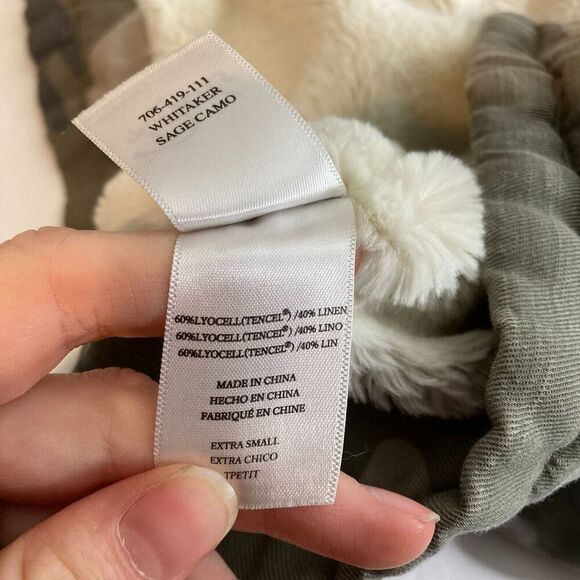 706-419-111
WHITAKER
SAGE CAMO
60%LYOCELL(TENCEL®)/40% LINEN
60%LYOCELL(TENCEL®)/40% LINO
60%LYOCELL(TENCEL®)/40% LIN
MADE IN CHINA
HECHO EN CHINA
FABRIQUÉ EN CHINE
EXTRA SMALL
EXTRA CHICO
TPETIT